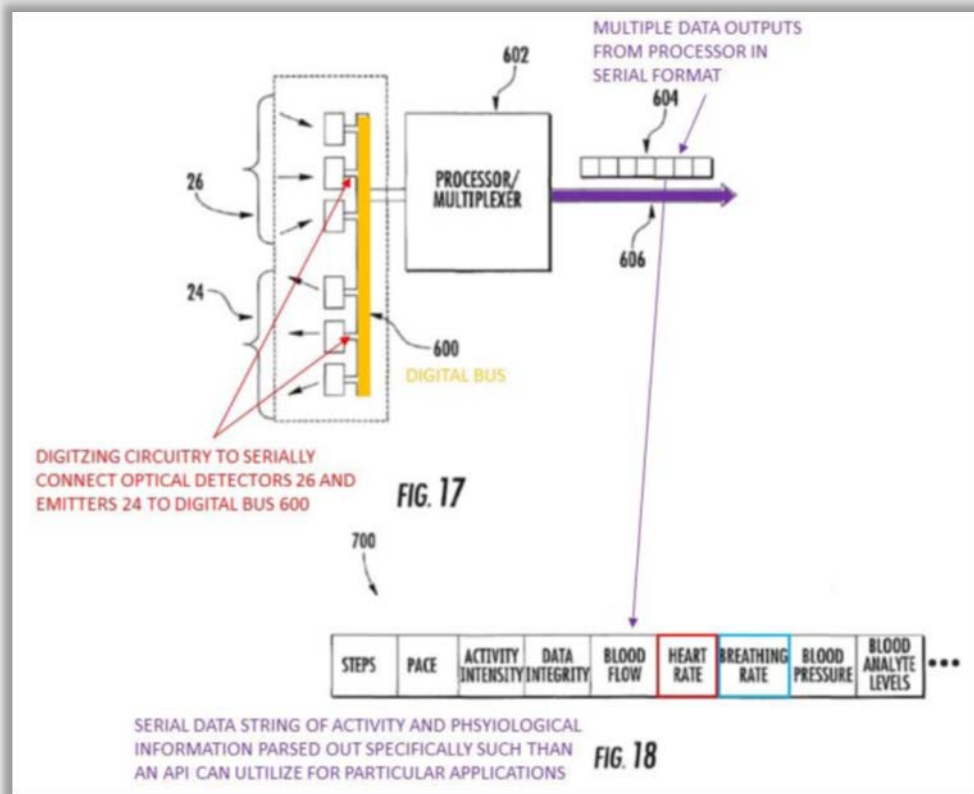 MULTIPLE DATA OUTPUTS
FROM PROCESSOR IN
SERIAL FORMAT
602
604
26
PROCESSOR/
MULTIPLEXER
606
24
600
DIGITAL BUS
DIGITZING CIRCUITRY TO SERIALLY
CONNECT OPTICAL DETECTORS 26 AND
EMITTERS 24 TO DIGITAL BUS 600
FIG. 17
700
STEPS
PACE
ACTIVITY
INTENSITY
DATA
INTEGRITY
BLOOD
FLOW
HEART
RATE
BREATHING
RATE
BLOOD
PRESSURE
BLOOD
ANALYTE
LEVELS
•••
SERIAL DATA STRING OF ACTIVITY AND PHSYIOLOGICAL
INFORMATION PARSED OUT SPECIFICALLY SUCH THAN
AN API CAN ULTILIZE FOR PARTICULAR APPLICATIONS
FIG. 18